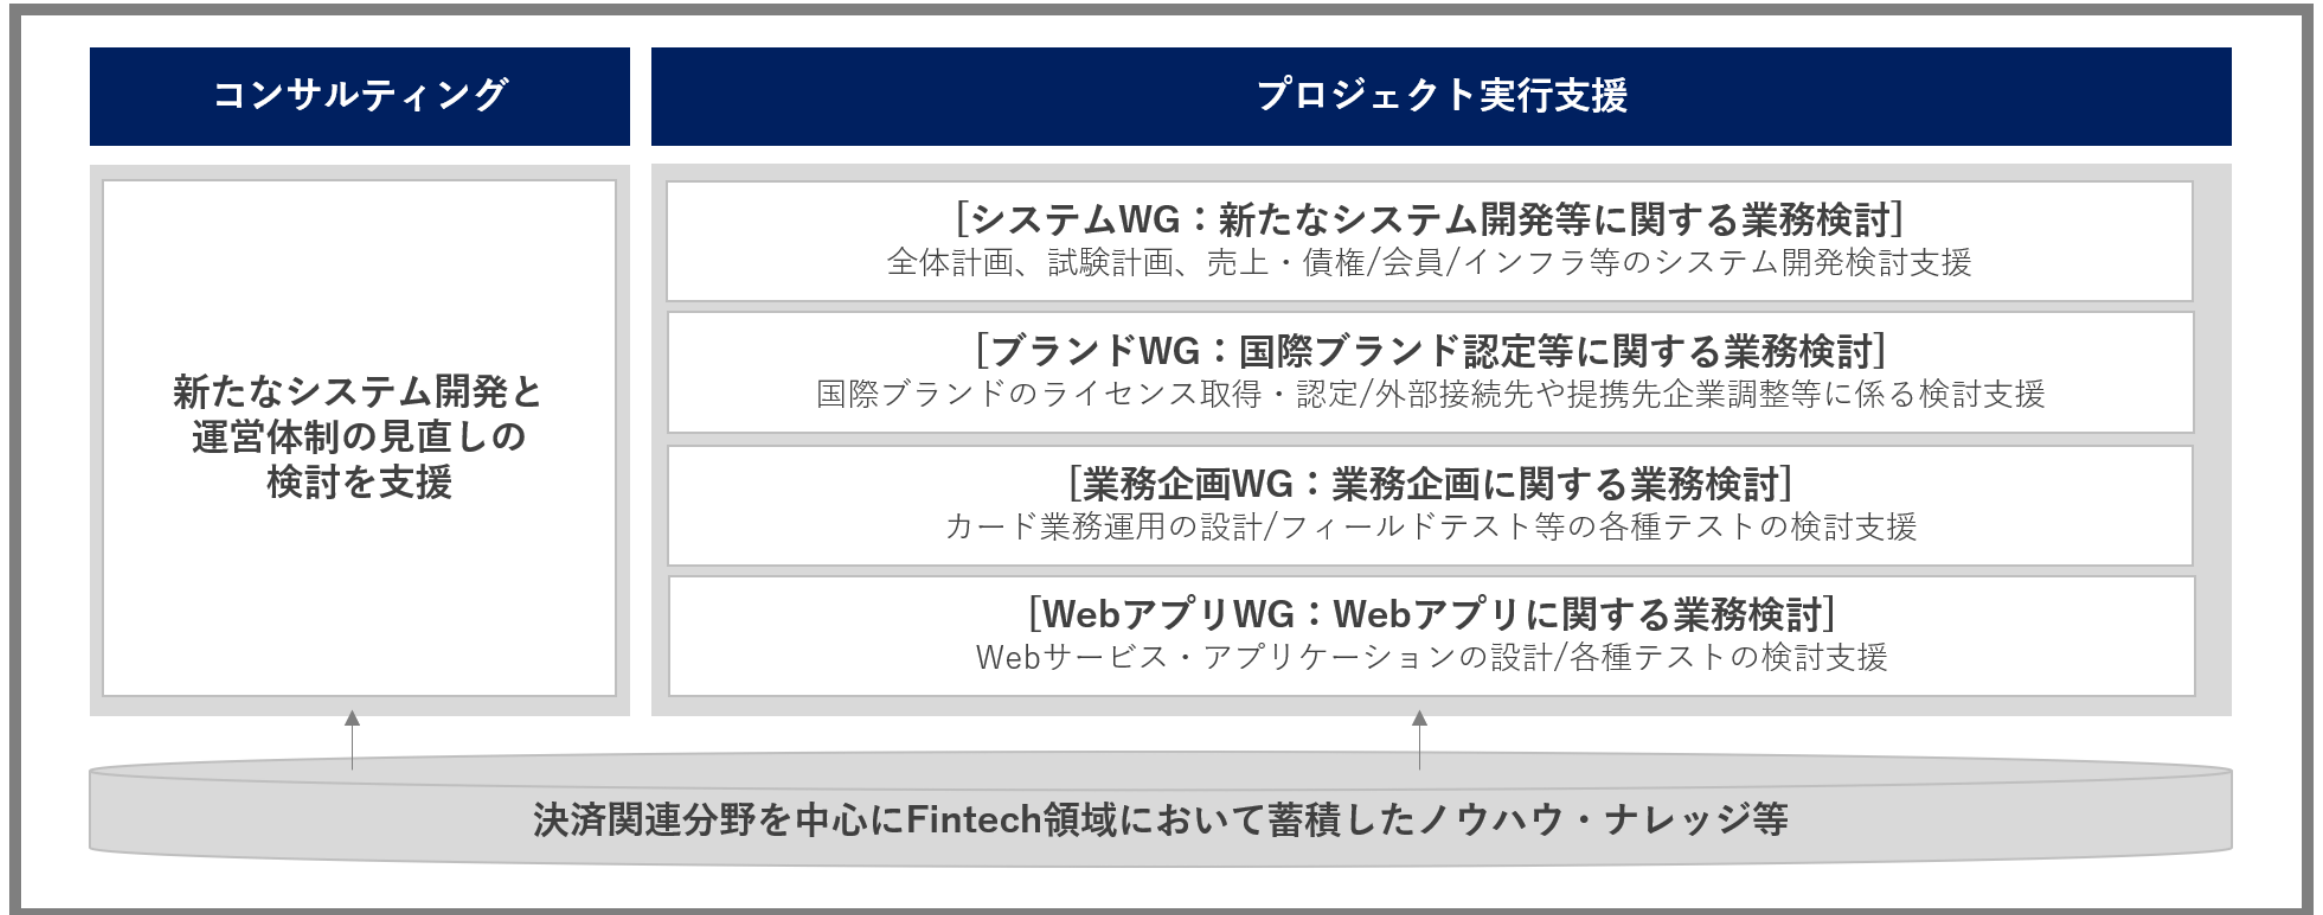 コンサルティング
プロジェクト実行支援
新たなシステム開発と
運営体制の見直しの
検討を支援
[システムWG：新たなシステム開発等に関する業務検討]
全体計画、試験計画、売上・債権/会員/インフラ等のシステム開発検討支援
[ブランドWG：国際ブランド認定等に関する業務検討]
国際ブランドのライセンス取得・認定/外部接続先や提携先企業調整等に係る検討支援
[業務企画WG：業務企画に関する業務検討]
カード業務運用の設計/フィールドテスト等の各種テストの検討支援
[WebアプリWG：Webアプリに関する業務検討]
Webサービス・アプリケーションの設計/各種テストの検討支援
決済関連分野を中心にFintech領域において蓄積したノウハウ・ナレッジ等